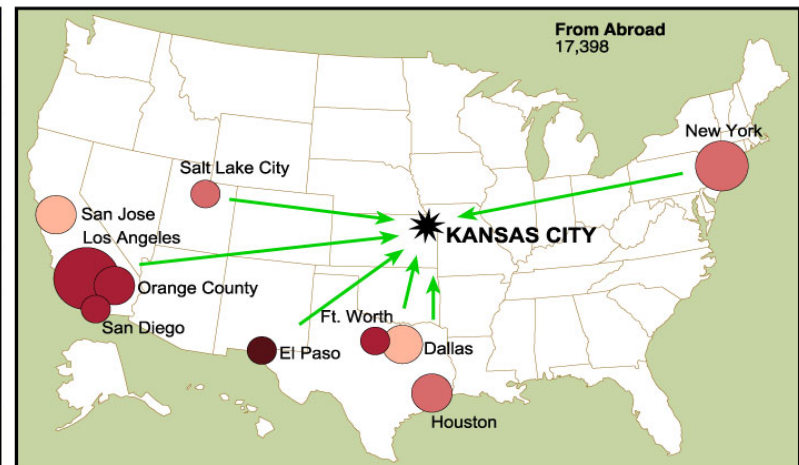 From Abroad
17,398
New York
Salt Lake City
San Jose
Los Angeles
KANSAS CITY
Orange County
San Diego
Ft. Worth
El Paso
Dallas
Houston